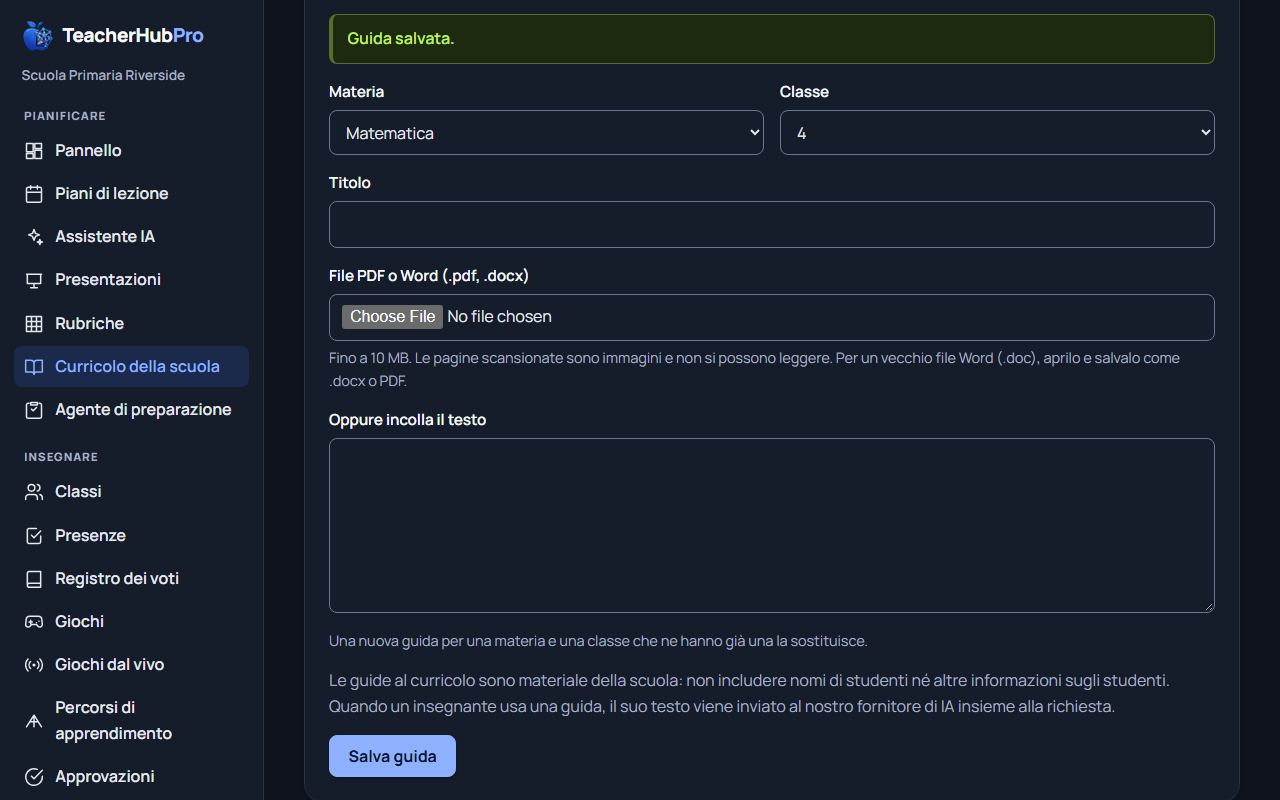 TeacherHubPro
Scuola Primaria Riverside
PIANIFICARE
Pannello
Piani di lezione
Assistente IA
Presentazioni
Rubriche
Curricolo della scuola
Agente di preparazione
INSEGNARE
Classi
Presenze
Registro dei voti
Giochi
Giochi dal vivo
Percorsi di
apprendimento
Approvazioni
Guida salvata.
Materia
Classe
Matematica
4
Titolo
File PDF o Word (.pdf, .docx)
Choose File No file chosen
Fino a 10 MB. Le pagine scansionate sono immagini e non si possono leggere. Per un vecchio file Word (.doc), aprilo e salvalo come
.docx o PDF.
Oppure incolla il testo
Una nuova guida per una materia e una classe che ne hanno già una la sostituisce.
Le guide al curricolo sono materiale della scuola: non includere nomi di studenti né altre informazioni sugli studenti.
Quando un insegnante usa una guida, il suo testo viene inviato al nostro fornitore di IA insieme alla richiesta.
Salva guida